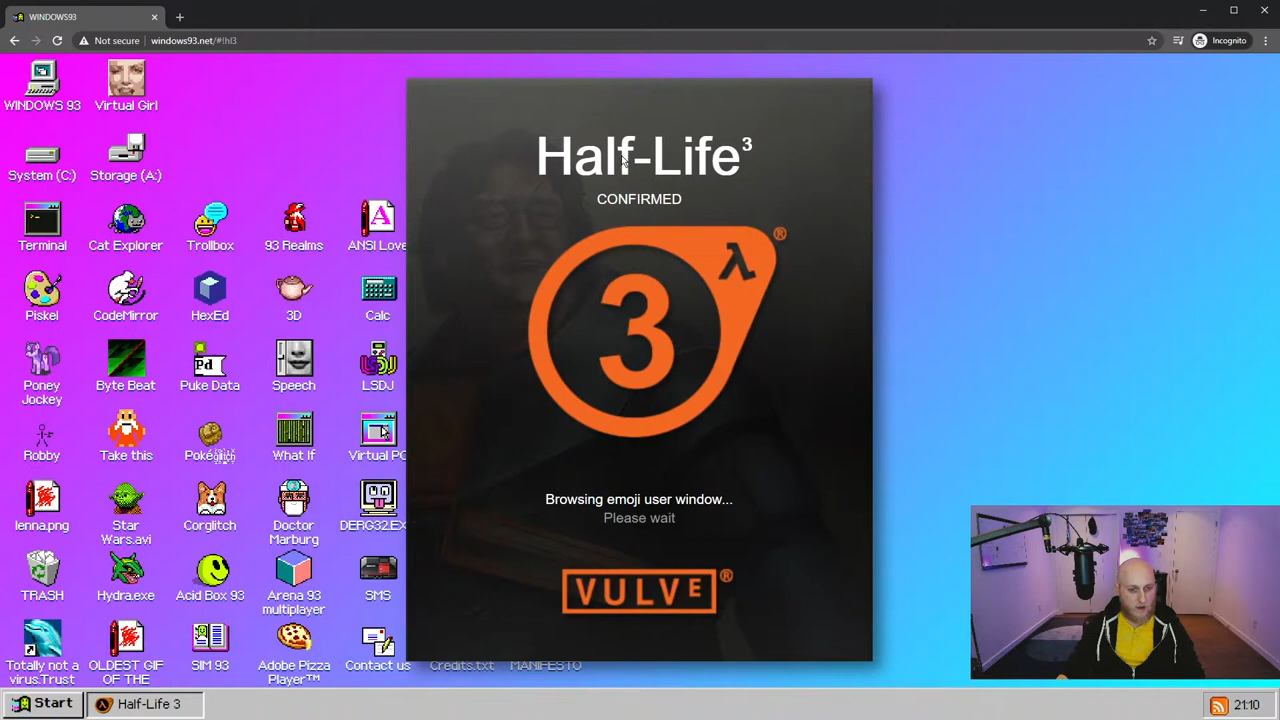 WINDOWS93
Not secure
windows93.net/#!hl3
Incognito
WINDOWS 93
Virtual Girl
System (C:)
Storage (A:)
Terminal
Cat Explorer
Trollbox
93 Realms
ANSI Love
Piskel
CodeMirror
HexEd
3D
Calc
Poney
Jockey
Byte Beat
Pd
Puke Data
Speech
LSDJ
Robby
Take this
Pokéglitch
What If
Virtual PC
lenna.png
Star
Wars.avi
Corglitch
Doctor
Marburg
DERG32.EX
TRASH
Hydra.exe
Acid Box 93
Arena 93
multiplayer
SMS
Totally not a
virus.Trust
OLDEST GIF
OF THE
SIM 93
Adobe Pizza
Player™
Contact us
Credits.txt
MANIFESTO
Half-Life³
CONFIRMED
λ
®
3
Browsing emoji user window...
Please wait
VULVE®
Start
Half-Life 3
21:10